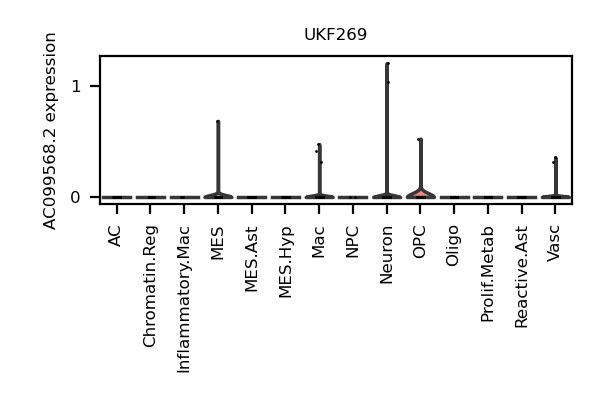 UKF269
AC099568.2 expression
1
0
AC
Chromatin.Reg
Inflammatory.Mac
MES
MES.Ast
MES.Hyp
Mac
NPC
Neuron
OPC
Oligo
Prolif.Metab
Reactive.Ast
Vasc